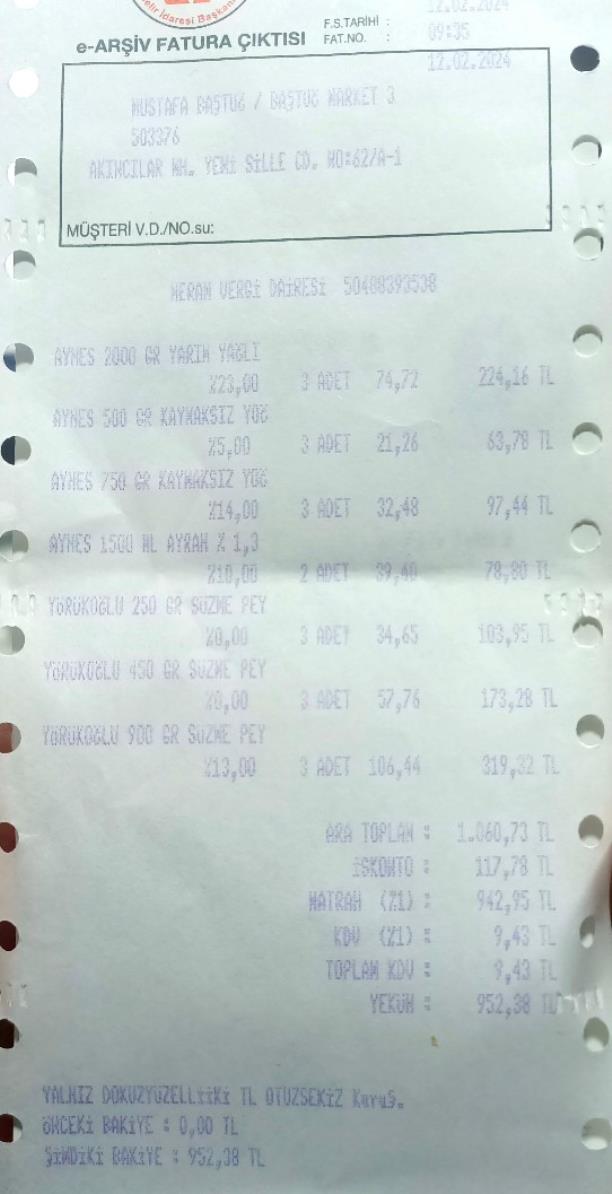 elir İdaresi Başkan
12.02.2024
F.S.TARİHİ :
e-ARŞİV FATURA ÇIKTISI FAT.NO. : 09:35
12.02.2024
MUSTAFA BAŞTUĞ / BAŞTUĞ MARKET 3
503376
AKINCILAR MH. YENİ SİLLE CD. NO:62/A-1
MÜŞTERİ V.D./NO.su:
MERAM VERGİ DAİRESİ 50488393538
AYNES 2000 GR YARIM YAĞLI
%23,00 3 ADET 74,72 224,16 TL
AYNES 500 GR KAYMAKSIZ YOĞ
%5,00 3 ADET 21,26 63,78 TL
AYNES 750 GR KAYMAKSIZ YOĞ
%14,00 3 ADET 32,48 97,44 TL
AYNES 1500 ML AYRAN % 1,3
%10,00 2 ADET 39,40 78,80 TL
YÖRÜKOĞLU 250 GR SÜZME PEY
%0,00 3 ADET 34,65 103,95 TL
YÖRÜKOĞLU 450 GR SÜZME PEY
%0,00 3 ADET 57,76 173,28 TL
YÖRÜKOĞLU 900 GR SÜZME PEY
%13,00 3 ADET 106,44 319,32 TL
ARA TOPLAM : 1.060,73 TL
İSKONTO : 117,78 TL
MATRAH (%1) : 942,95 TL
KDV (%1) : 9,43 TL
TOPLAM KDV : 9,43 TL
YEKÜN : 952,38 TL
YALNIZ DOKUZYÜZELLİİKİ TL OTUZSEKİZ Kuruş.
ÖNCEKİ BAKİYE : 0,00 TL
ŞİMDİKİ BAKİYE : 952,38 TL